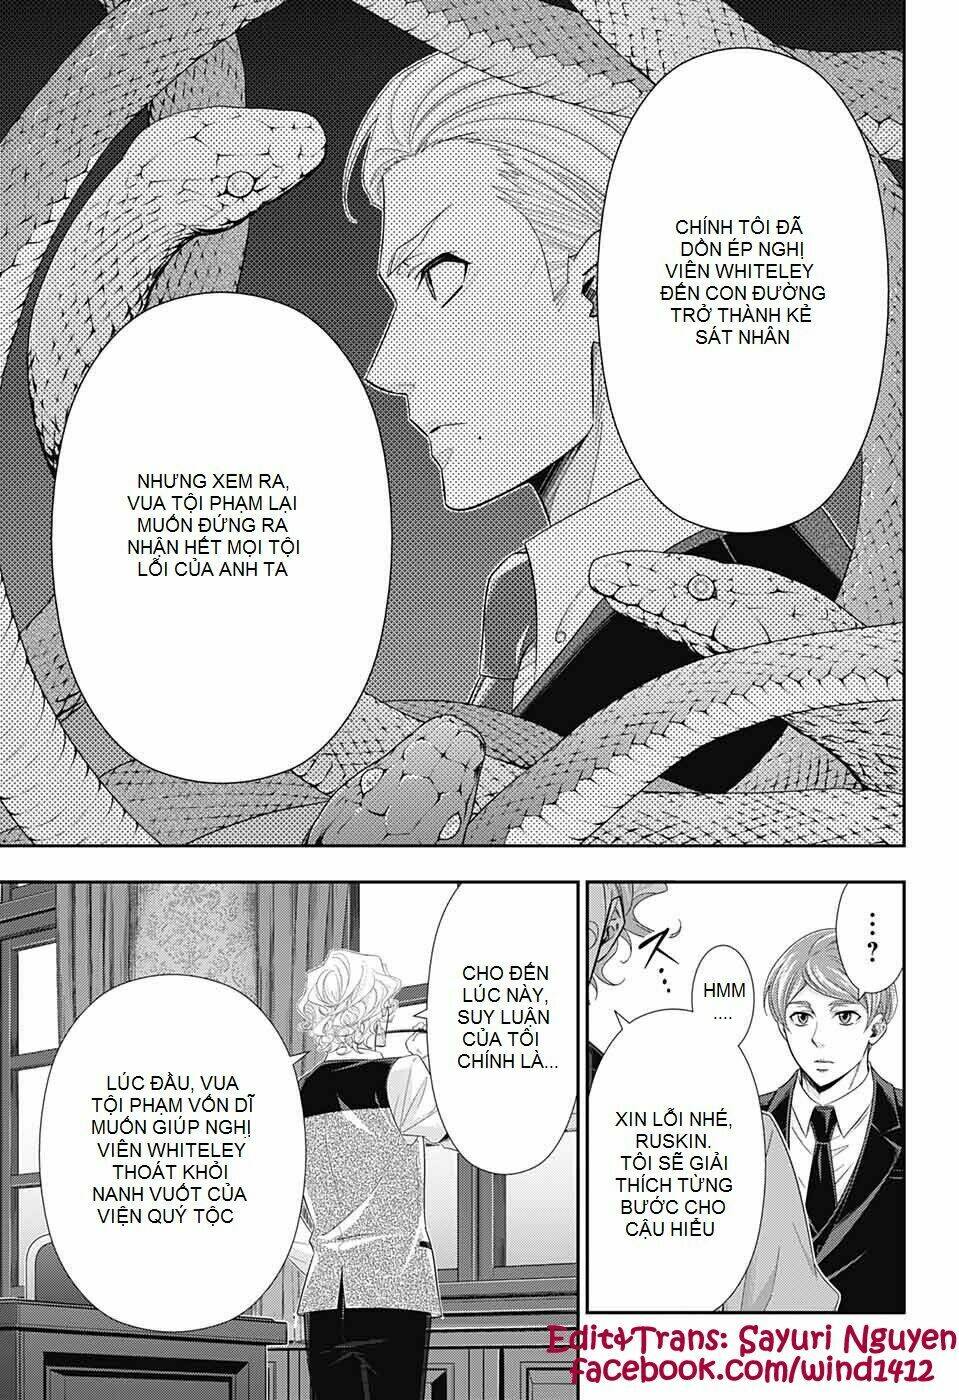 CHÍNH TÔI ĐÃ
DỒN ÉP NGHỊ
VIÊN WHITELEY
ĐẾN CON ĐƯỜNG
TRỞ THÀNH KẺ
SÁT NHÂN
NHƯNG XEM RA,
VUA TỘI PHẠM LẠI
MUỐN ĐỨNG RA
NHẬN HẾT MỌI TỘI
LỖI CỦA ANH TA
...?
HMM
....
XIN LỖI NHÉ,
RUSKIN.
TÔI SẼ GIẢI
THÍCH TỪNG
BƯỚC CHO
CẬU HIỂU
CHO ĐẾN
LÚC NÀY,
SUY LUẬN
CỦA TÔI
CHÍNH LÀ...
LÚC ĐẦU, VUA
TỘI PHẠM VỐN DĨ
MUỐN GIÚP NGHỊ
VIÊN WHITELEY
THOÁT KHỎI
NANH VUỐT CỦA
VIỆN QUÝ TỘC
Edit&Trans: Sayuri Nguyen
facebook.com/wind1412